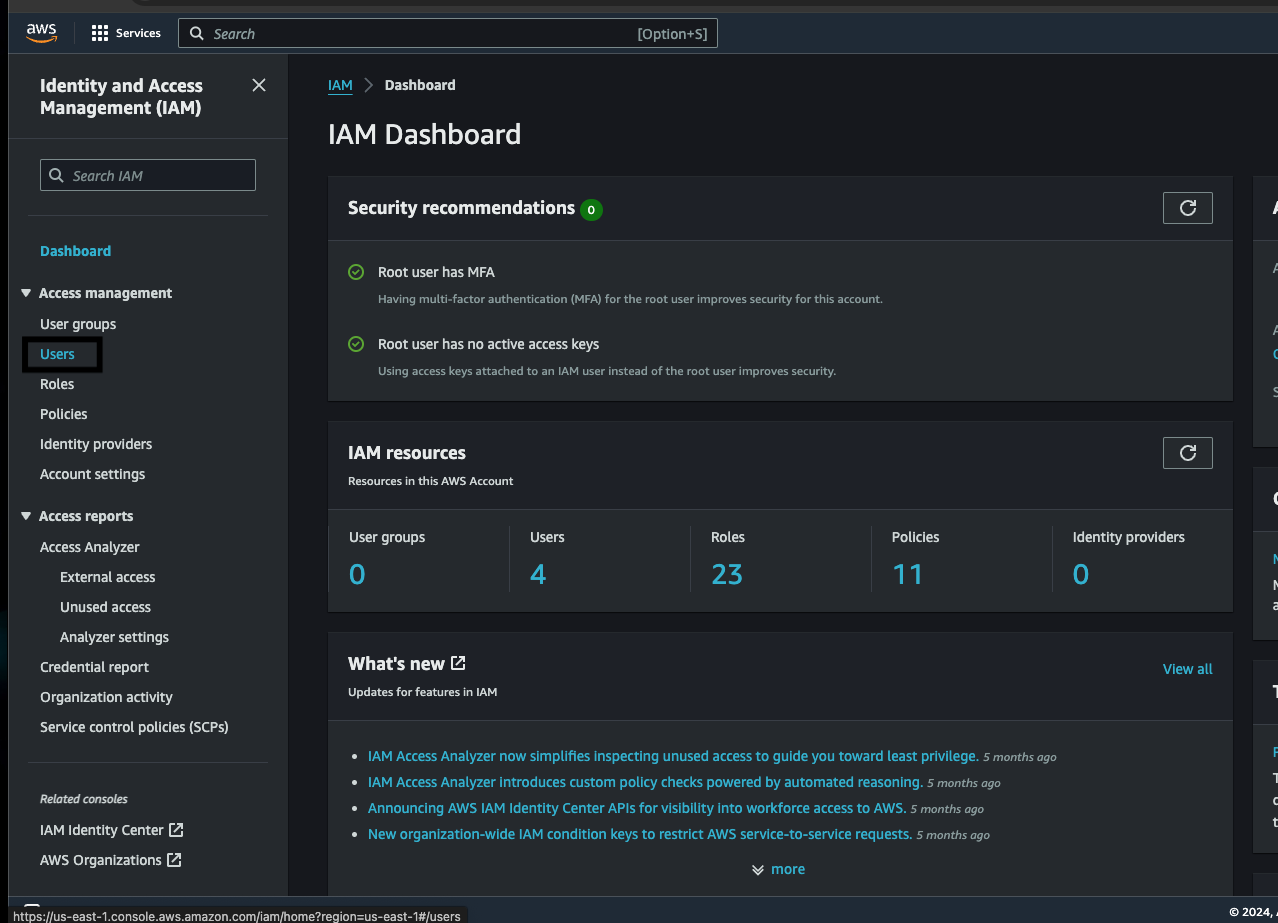 aws
Services
Search
[Option+S]
Identity and Access
Management (IAM)
Search IAM
Dashboard
Access management
User groups
Users
Roles
Policies
Identity providers
Account settings
Access reports
Access Analyzer
External access
Unused access
Analyzer settings
Credential report
Organization activity
Service control policies (SCPs)
Related consoles
IAM Identity Center
AWS Organizations
IAM > Dashboard
IAM Dashboard
Security recommendations 0
Root user has MFA
Having multi-factor authentication (MFA) for the root user improves security for this account.
Root user has no active access keys
Using access keys attached to an IAM user instead of the root user improves security.
IAM resources
Resources in this AWS Account
User groups
0
Users
4
Roles
23
Policies
11
Identity providers
0
What's new
Updates for features in IAM
View all
IAM Access Analyzer now simplifies inspecting unused access to guide you toward least privilege. 5 months ago
IAM Access Analyzer introduces custom policy checks powered by automated reasoning. 5 months ago
Announcing AWS IAM Identity Center APIs for visibility into workforce access to AWS. 5 months ago
New organization-wide IAM condition keys to restrict AWS service-to-service requests. 5 months ago
more
https://us-east-1.console.aws.amazon.com/iam/home?region=us-east-1#/users
© 2024,